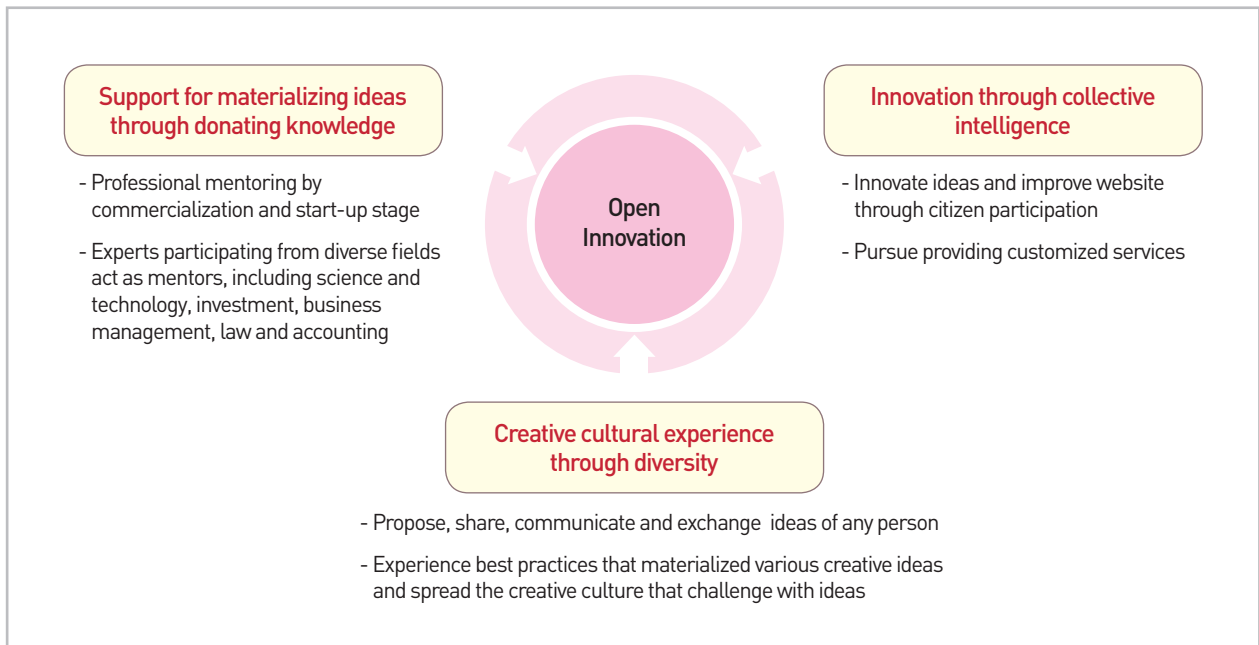 Support for materializing ideas
through donating knowledge
- Professional mentoring by
commercialization and start-up stage
- Experts participating from diverse fields
act as mentors, including science and
technology, investment, business
management, law and accounting
Open
Innovation
Innovation through collective
intelligence
- Innovate ideas and improve website
through citizen participation
- Pursue providing customized services
Creative cultural experience
through diversity
- Propose, share, communicate and exchange ideas of any person
- Experience best practices that materialized various creative ideas
and spread the creative culture that challenge with ideas